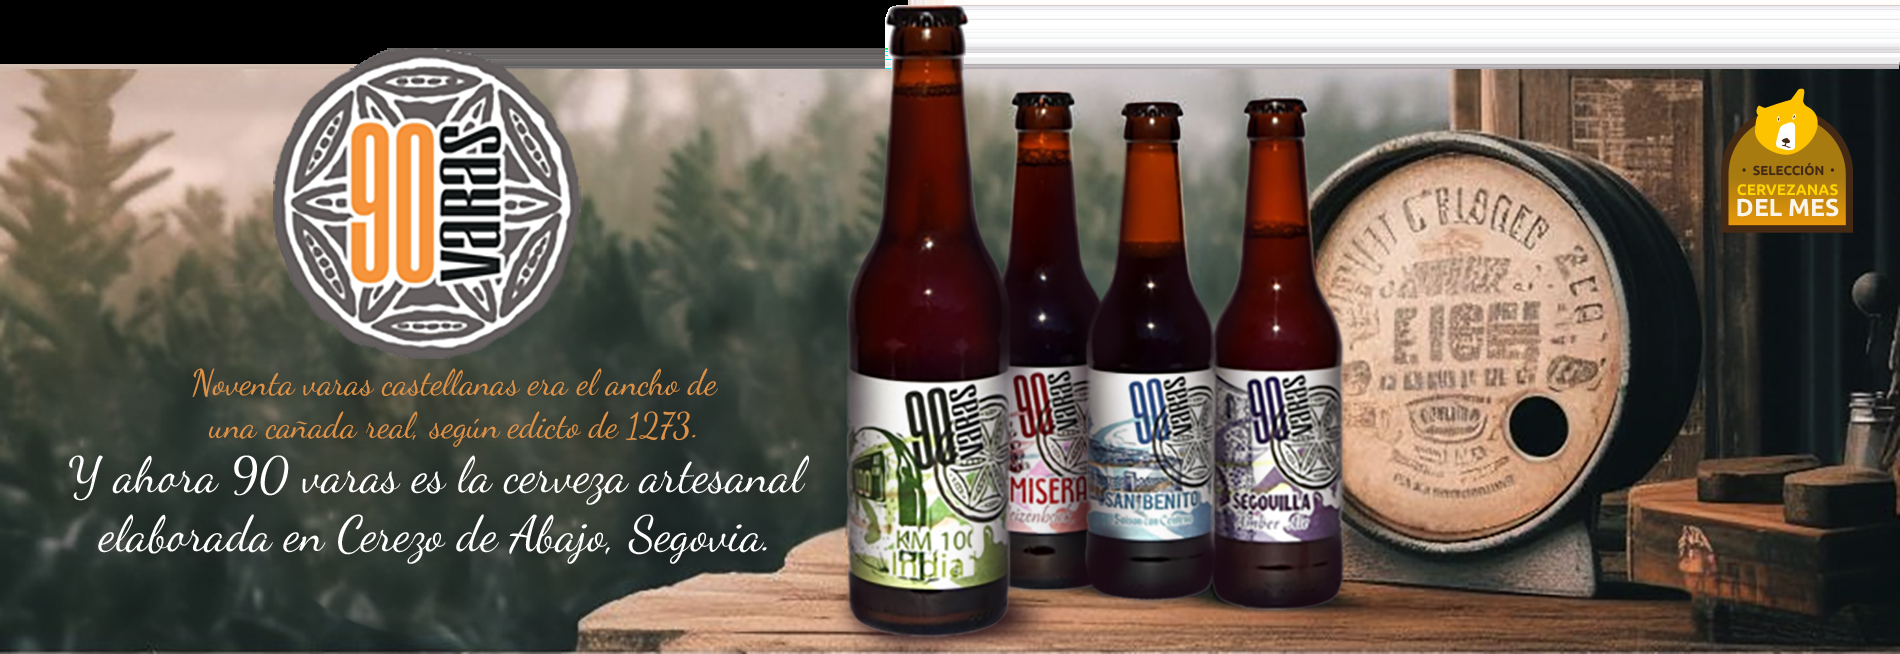 90 varas
Noventa varas castellanas era el ancho de
una cañada real, según edicto de 1273.
Y ahora 90 varas es la cerveza artesanal
elaborada en Cerezo de Abajo, Segovia.
90 varas
KM 100
India
90 varas
MISERA
90 varas
SAN BENITO
90 varas
SEGOVILLA
Amber Ale
· SELECCIÓN ·
CERVEZANAS
DEL MES